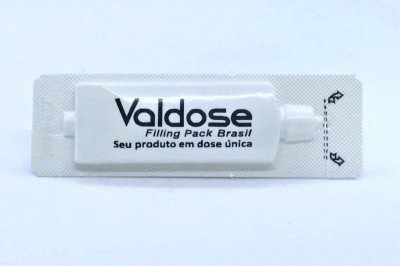 Valdose
Filling Pack Brasil
Seu produto em dose única